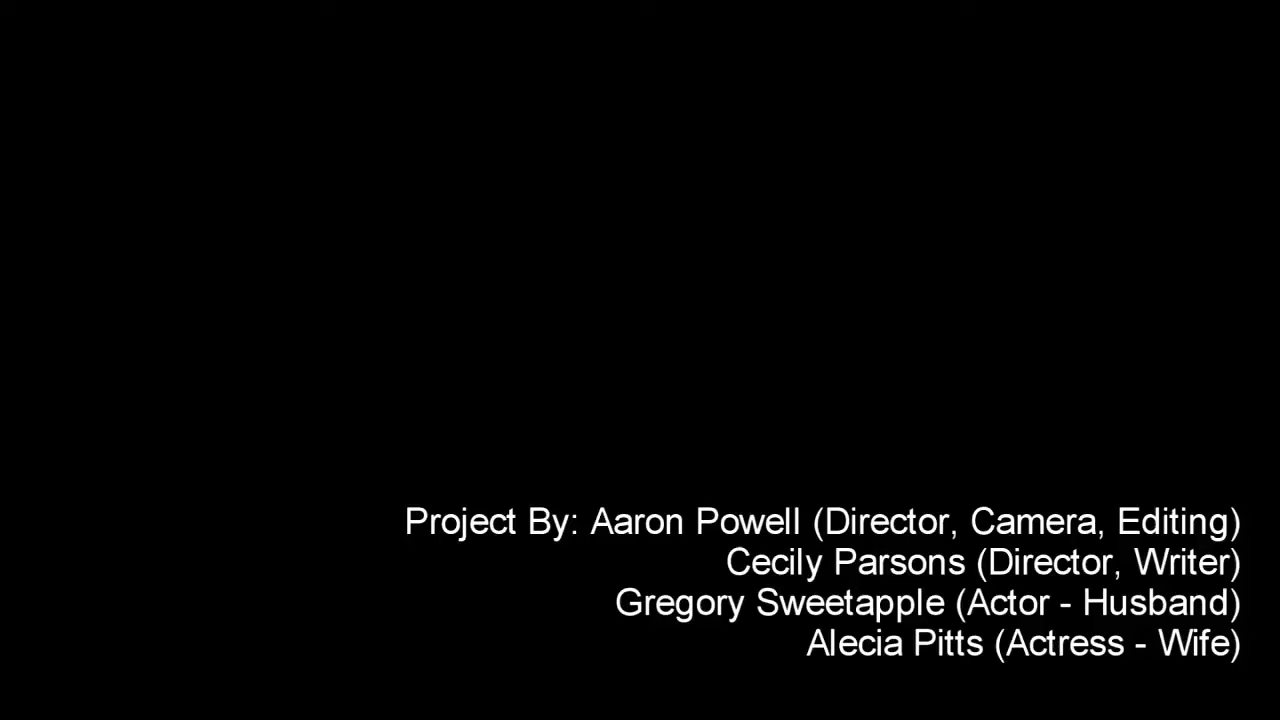 Project By: Aaron Powell (Director, Camera, Editing)
Cecily Parsons (Director, Writer)
Gregory Sweetapple (Actor - Husband)
Alecia Pitts (Actress - Wife)